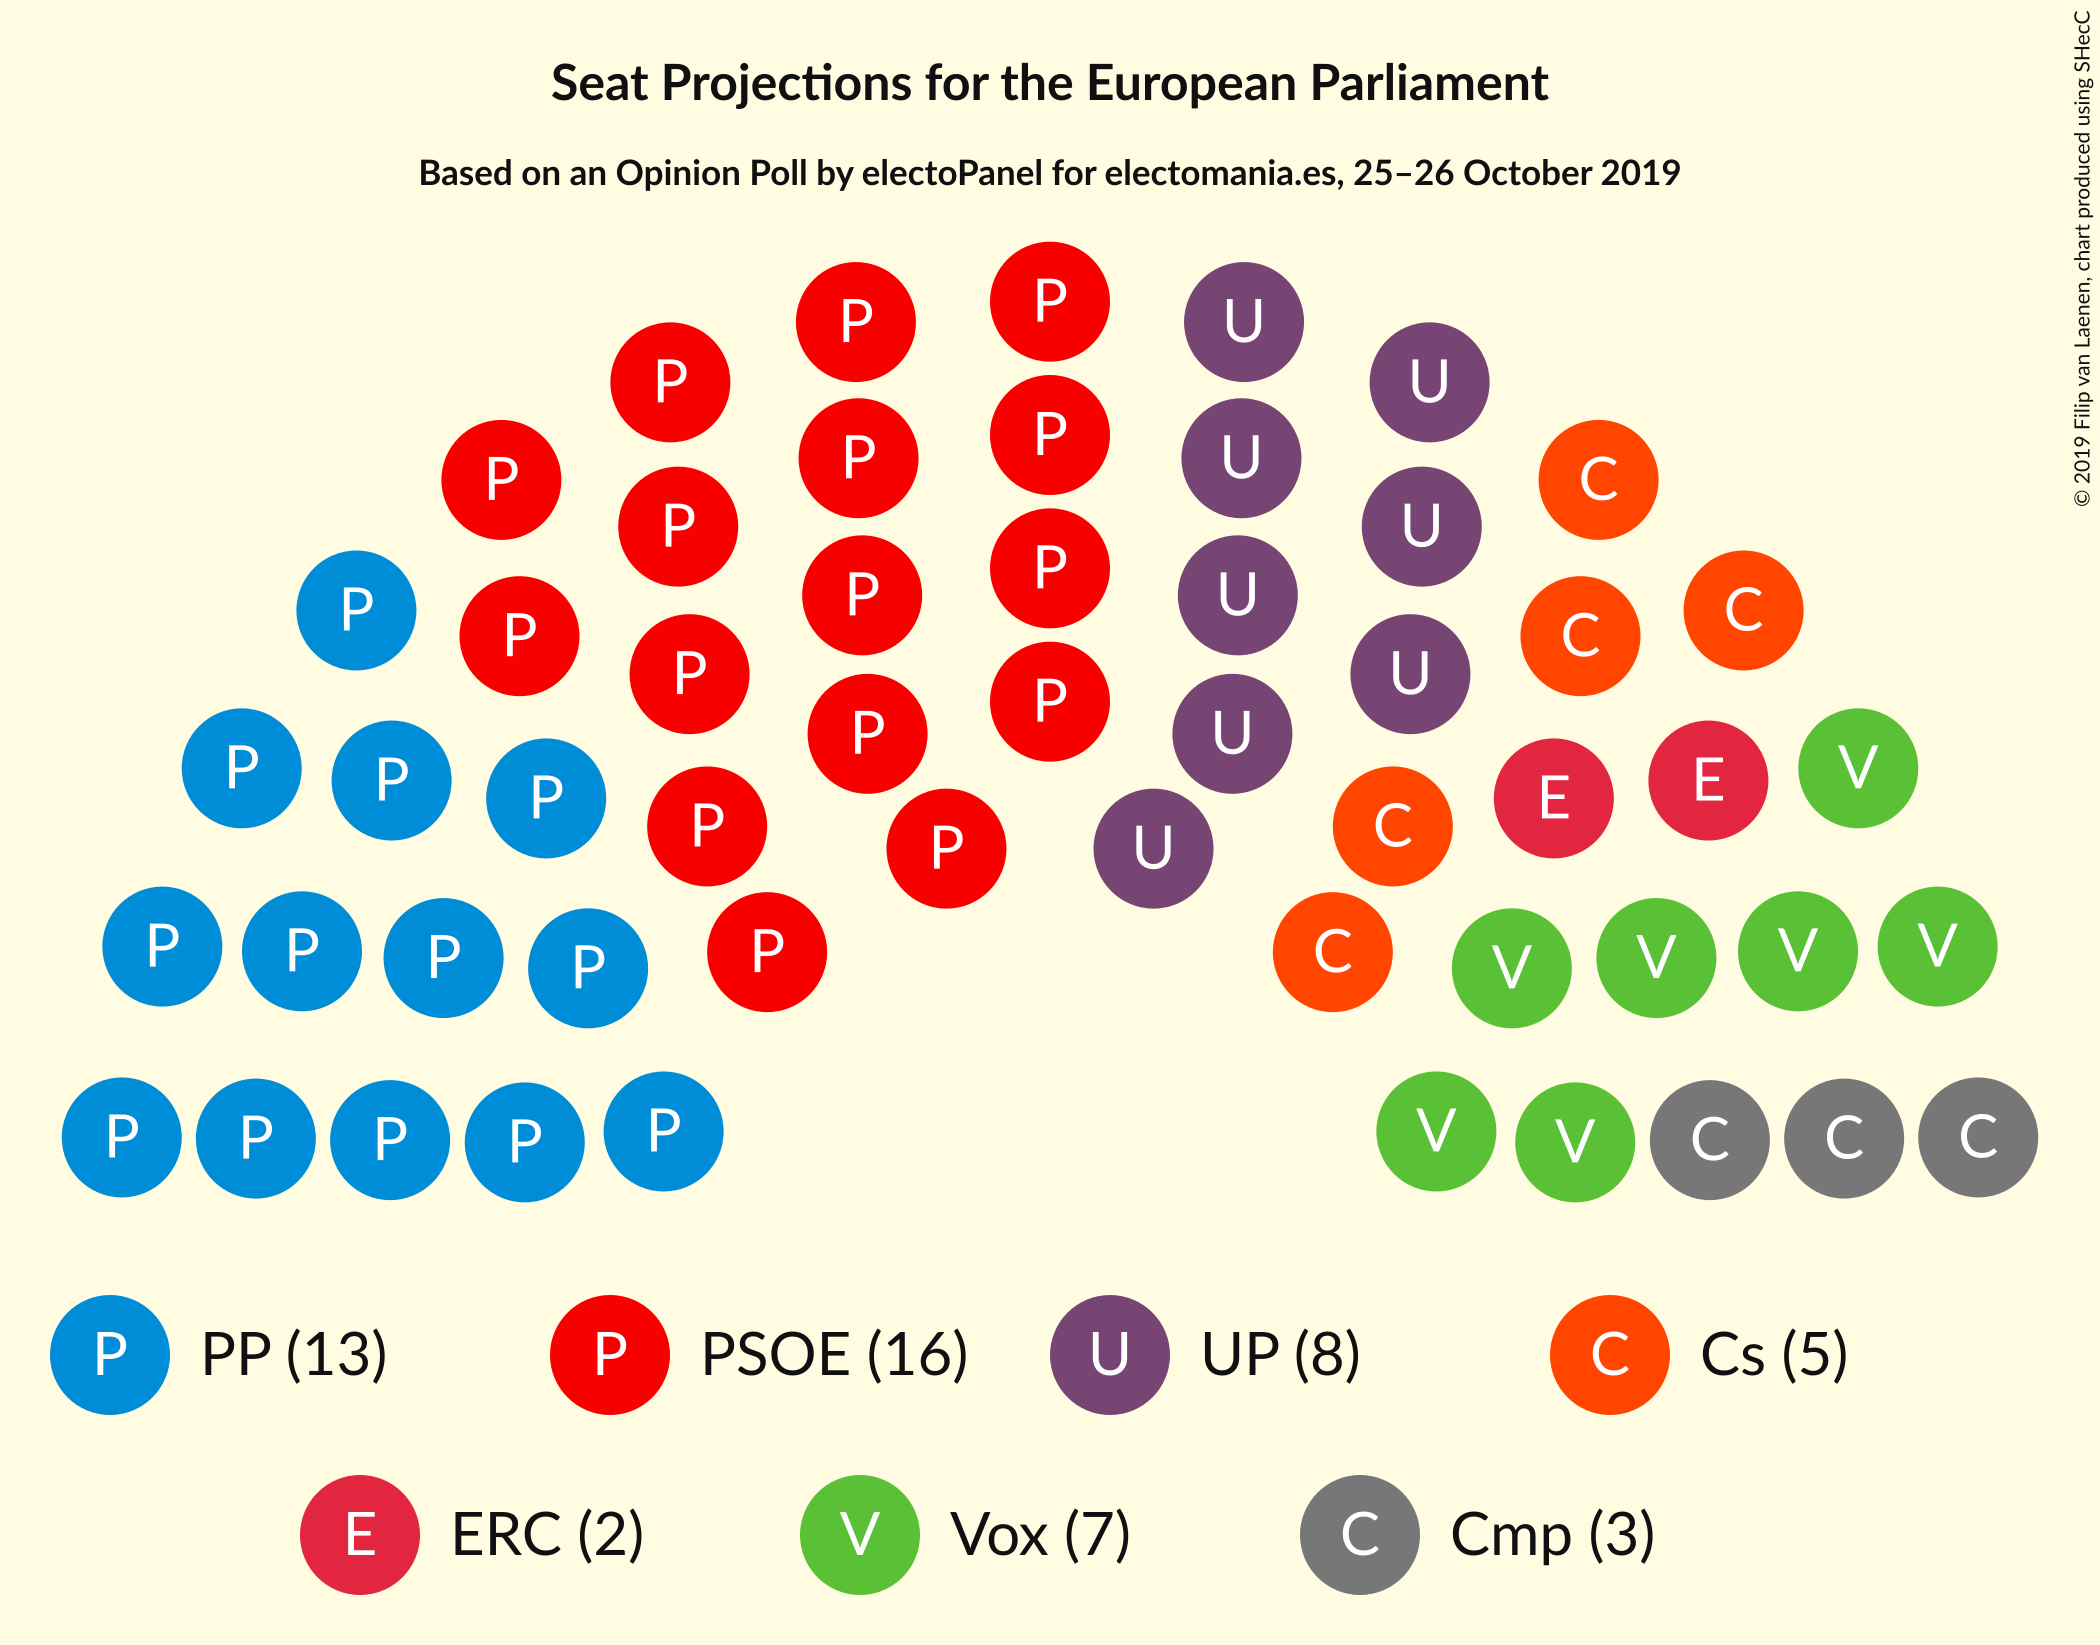 Seat Projections for the European Parliament
Based on an Opinion Poll by electoPanel for electomania.es, 25–26 October 2019
© 2019 Filip van Laenen, chart produced using SHecC
P P P U U
P P P U U C
P P P U U C C
P P P P P U U
P P P P P U C E E V
P U
P P P P P C V V V V
P P P P P V V C C C
P PP (13) P PSOE (16) U UP (8) C Cs (5)
E ERC (2) V Vox (7) C Cmp (3)